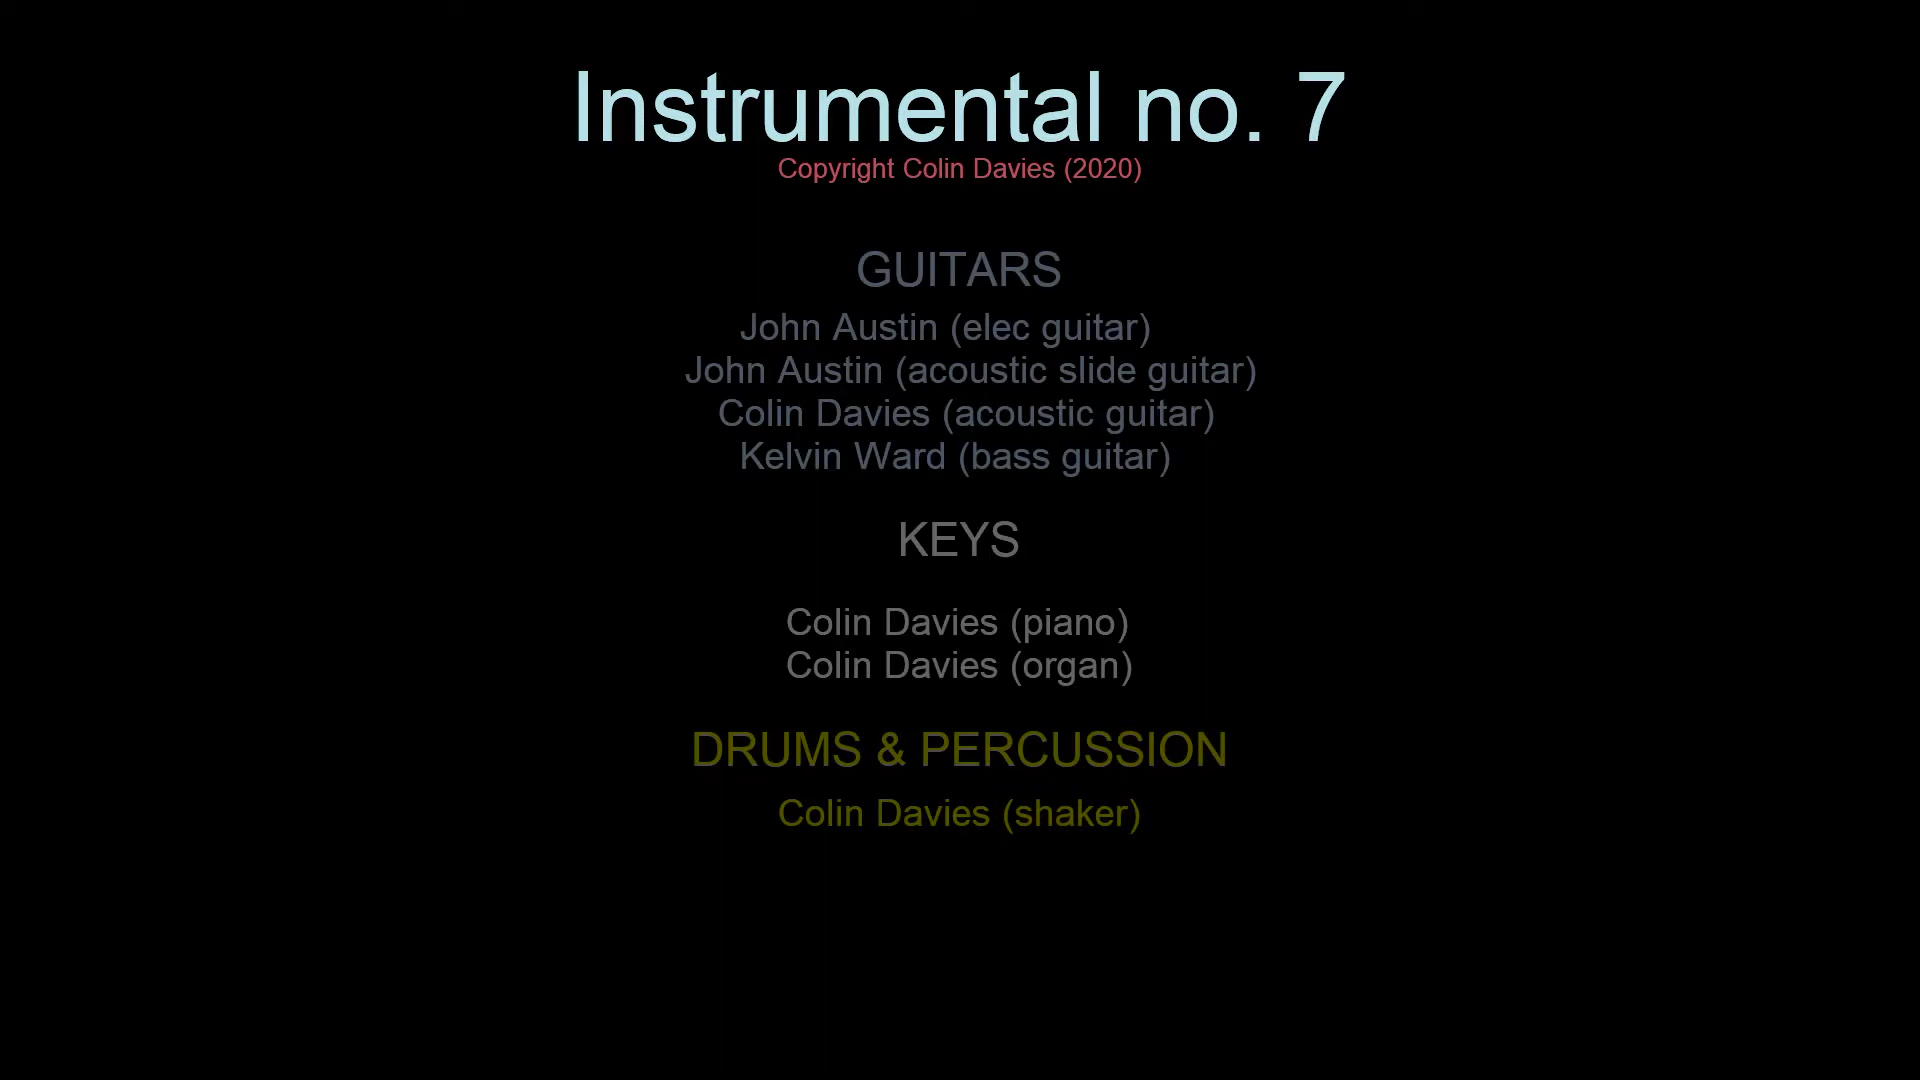 Instrumental no. 7
Copyright Colin Davies (2020)
GUITARS
John Austin (elec guitar)
John Austin (acoustic slide guitar)
Colin Davies (acoustic guitar)
Kelvin Ward (bass guitar)
KEYS
Colin Davies (piano)
Colin Davies (organ)
DRUMS & PERCUSSION
Colin Davies (shaker)